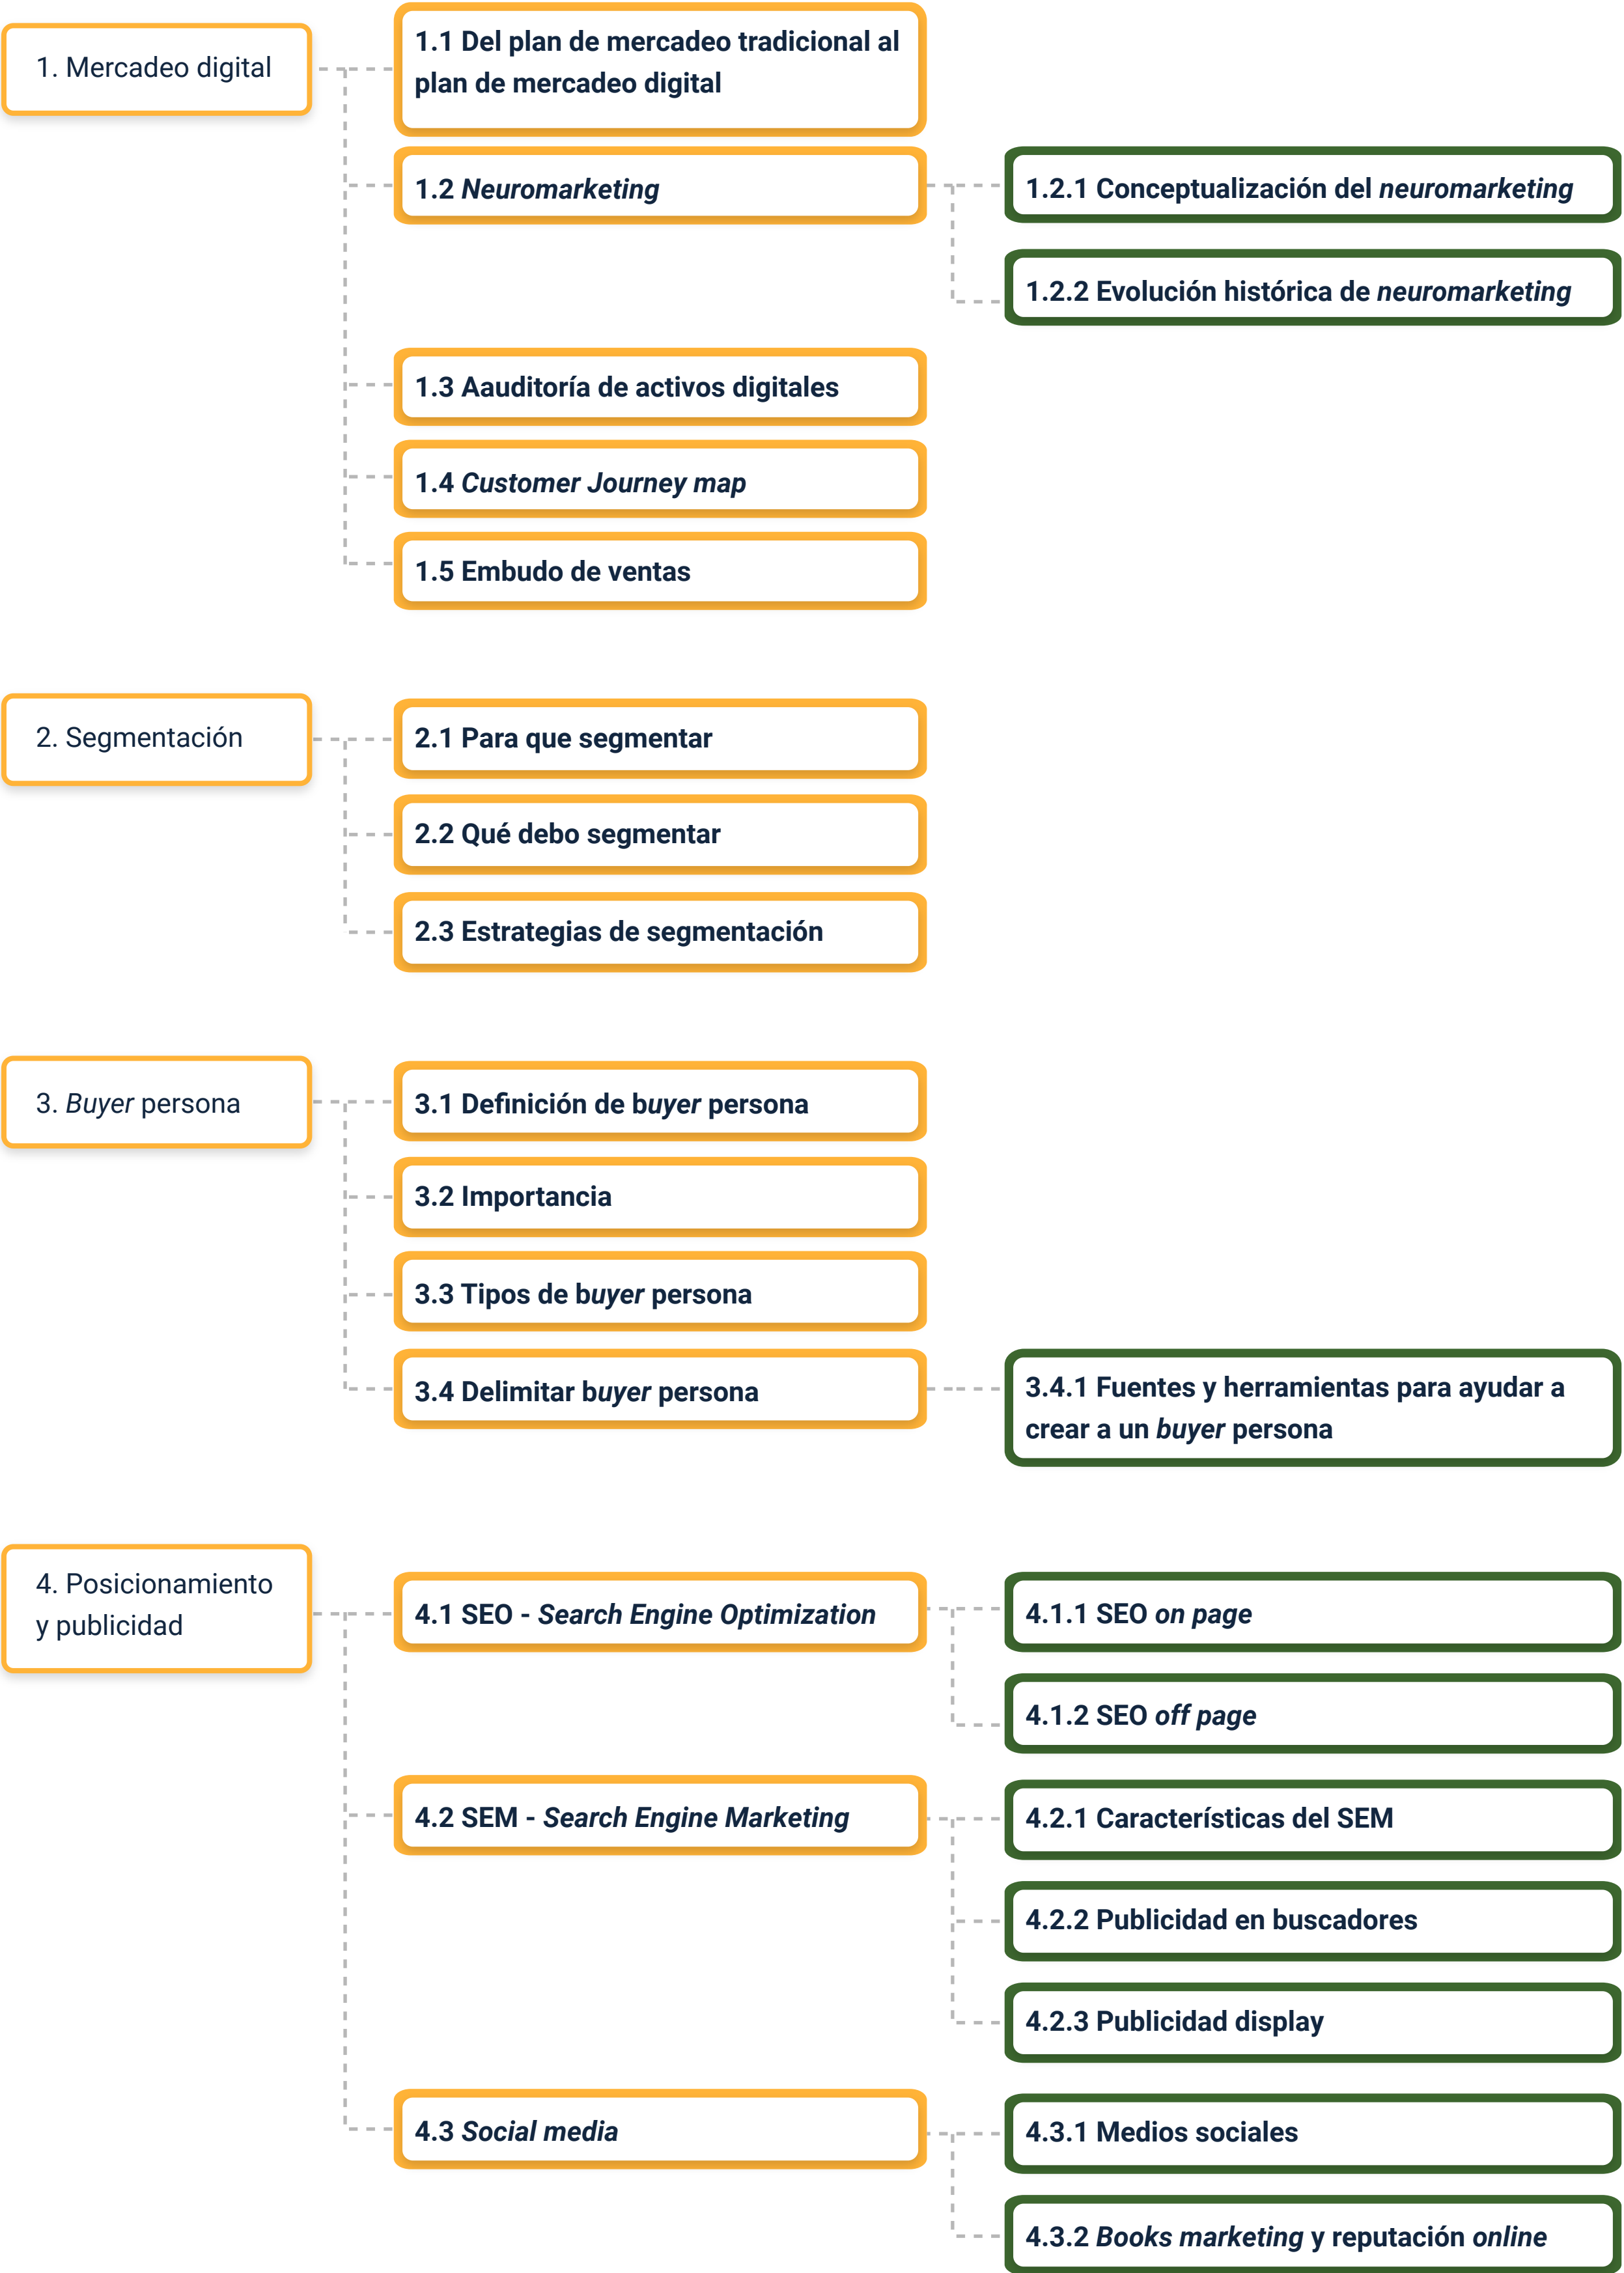 1. Mercadeo digital
1.1 Del plan de mercadeo tradicional al
plan de mercadeo digital
1.2 Neuromarketing
1.2.1 Conceptualización del neuromarketing
1.2.2 Evolución histórica de neuromarketing
1.3 Aauditoría de activos digitales
1.4 Customer Journey map
1.5 Embudo de ventas
2. Segmentación
2.1 Para que segmentar
2.2 Qué debo segmentar
2.3 Estrategias de segmentación
3. Buyer persona
3.1 Definición de buyer persona
3.2 Importancia
3.3 Tipos de buyer persona
3.4 Delimitar buyer persona
3.4.1 Fuentes y herramientas para ayudar a
crear a un buyer persona
4. Posicionamiento
y publicidad
4.1 SEO - Search Engine Optimization
4.1.1 SEO on page
4.1.2 SEO off page
4.2 SEM - Search Engine Marketing
4.2.1 Características del SEM
4.2.2 Publicidad en buscadores
4.2.3 Publicidad display
4.3 Social media
4.3.1 Medios sociales
4.3.2 Books marketing y reputación online